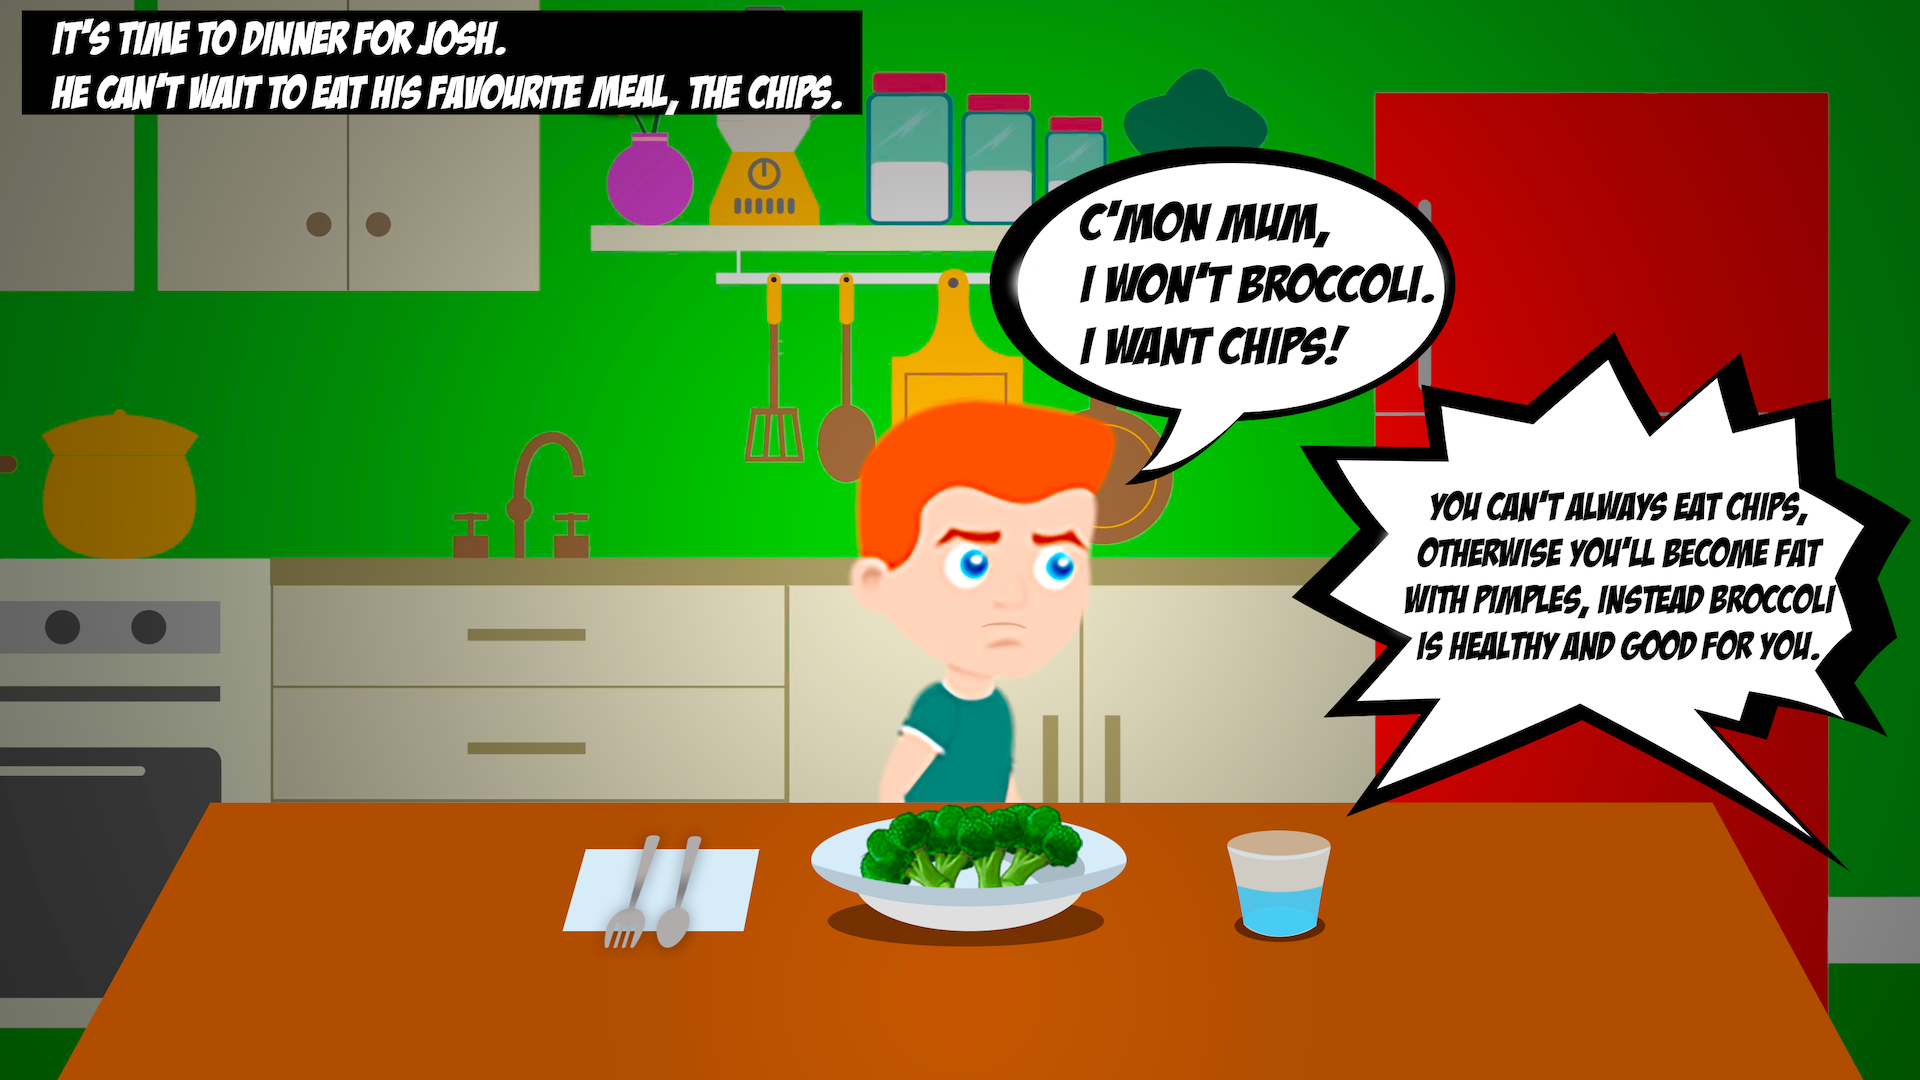 IT'S TIME TO DINNER FOR JOSH.
HE CAN'T WAIT TO EAT HIS FAVOURITE MEAL, THE CHIPS.
C'MON MUM,
I WON'T BROCCOLI.
I WANT CHIPS!
YOU CAN'T ALWAYS EAT CHIPS,
OTHERWISE YOU'LL BECOME FAT
WITH PIMPLES, INSTEAD BROCCOLI
IS HEALTHY AND GOOD FOR YOU.